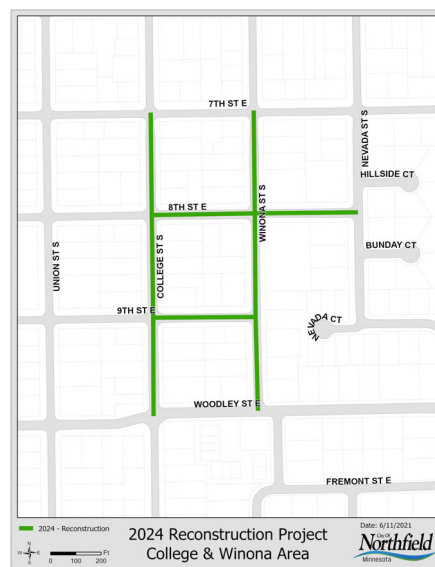 7TH ST E
NEVADA ST S
HILLSIDE CT
8TH ST E
WINONA ST S
BUNDAY CT
UNION ST S
COLLEGE ST S
9TH ST E
NEVADA CT
WOODLEY ST E
FREMONT ST E
2024 - Reconstruction
N
W E
S
Ft
0 100 200
2024 Reconstruction Project
College & Winona Area
Date: 6/11/2021
City Of
Northfield
Minnesota